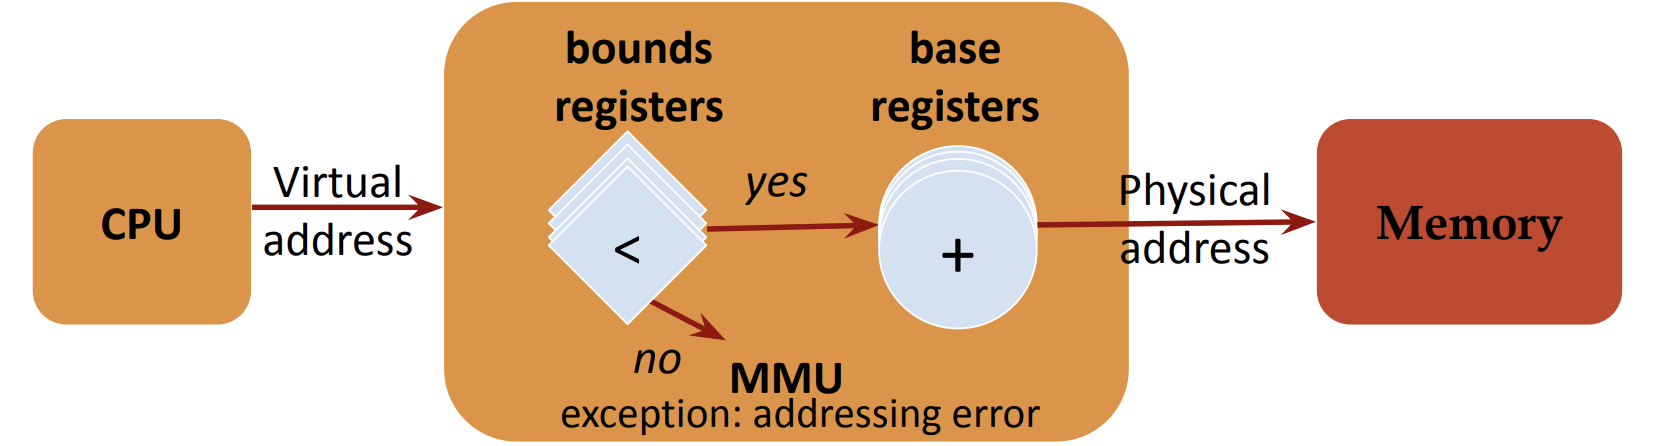 CPU
Virtual
address
bounds
registers
<
yes
no
base
registers
+
MMU
exception: addressing error
Physical
address
Memory